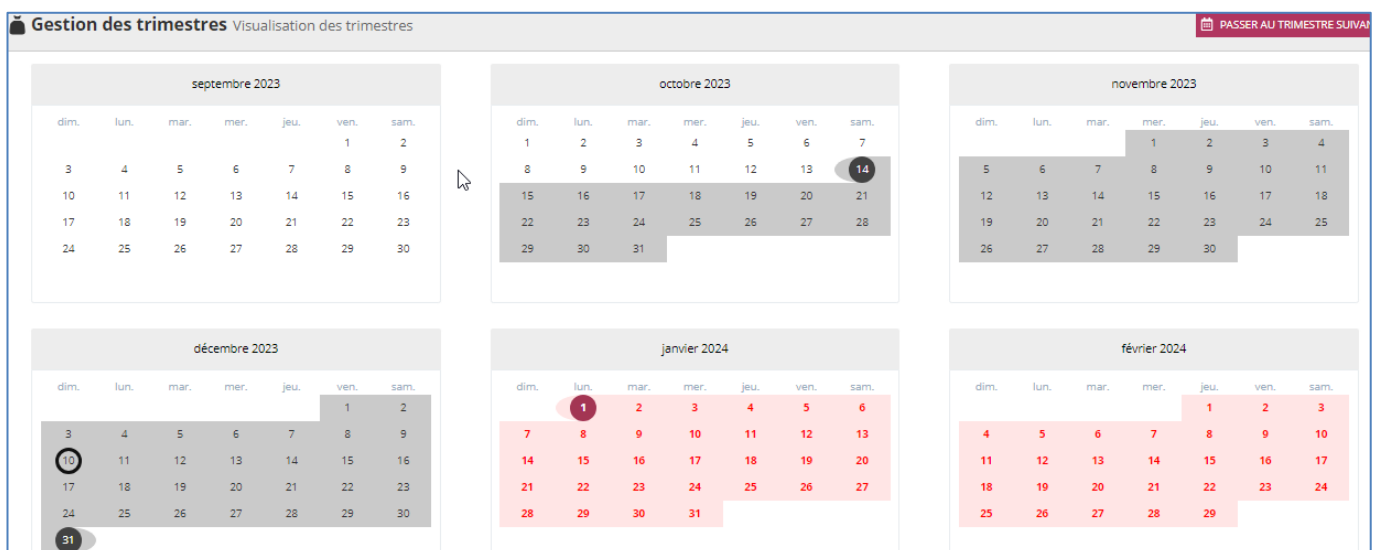 Gestion des trimestres Visualisation des trimestres
PASSER AU TRIMESTRE SUIVAN
septembre 2023
dim. lun. mar. mer. jeu. ven. sam.
1 2
3 4 5 6 7 8 9
10 11 12 13 14 15 16
17 18 19 20 21 22 23
24 25 26 27 28 29 30
octobre 2023
dim. lun. mar. mer. jeu. ven. sam.
1 2 3 4 5 6 7
8 9 10 11 12 13 14
15 16 17 18 19 20 21
22 23 24 25 26 27 28
29 30 31
novembre 2023
dim. lun. mar. mer. jeu. ven. sam.
1 2 3 4
5 6 7 8 9 10 11
12 13 14 15 16 17 18
19 20 21 22 23 24 25
26 27 28 29 30
décembre 2023
dim. lun. mar. mer. jeu. ven. sam.
1 2
3 4 5 6 7 8 9
10 11 12 13 14 15 16
17 18 19 20 21 22 23
24 25 26 27 28 29 30
31
janvier 2024
dim. lun. mar. mer. jeu. ven. sam.
1 2 3 4 5 6
7 8 9 10 11 12 13
14 15 16 17 18 19 20
21 22 23 24 25 26 27
28 29 30 31
février 2024
dim. lun. mar. mer. jeu. ven. sam.
1 2 3
4 5 6 7 8 9 10
11 12 13 14 15 16 17
18 19 20 21 22 23 24
25 26 27 28 29